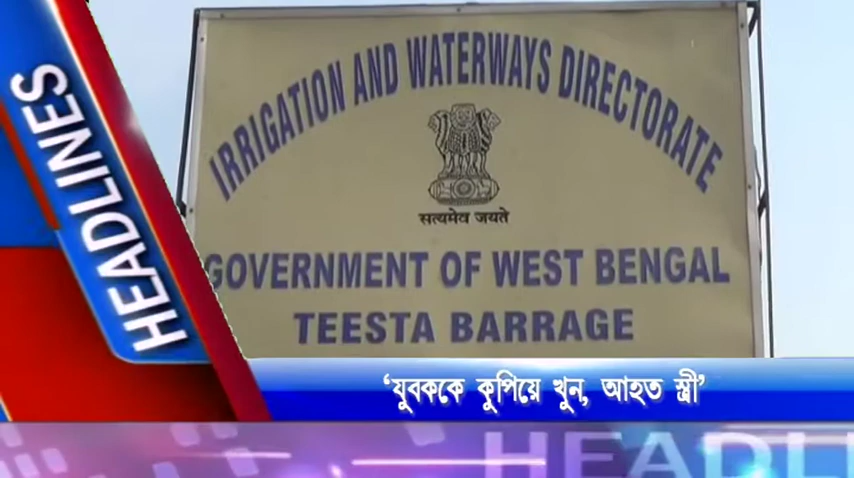 HEADLINES
IRRIGATION AND WATERWAYS DIRECTORATE
सत्यमेव जयते
GOVERNMENT OF WEST BENGAL
TEESTA BARRAGE
‘যুবককে কুপিয়ে খুন, আহত স্ত্রী’
HEADLI